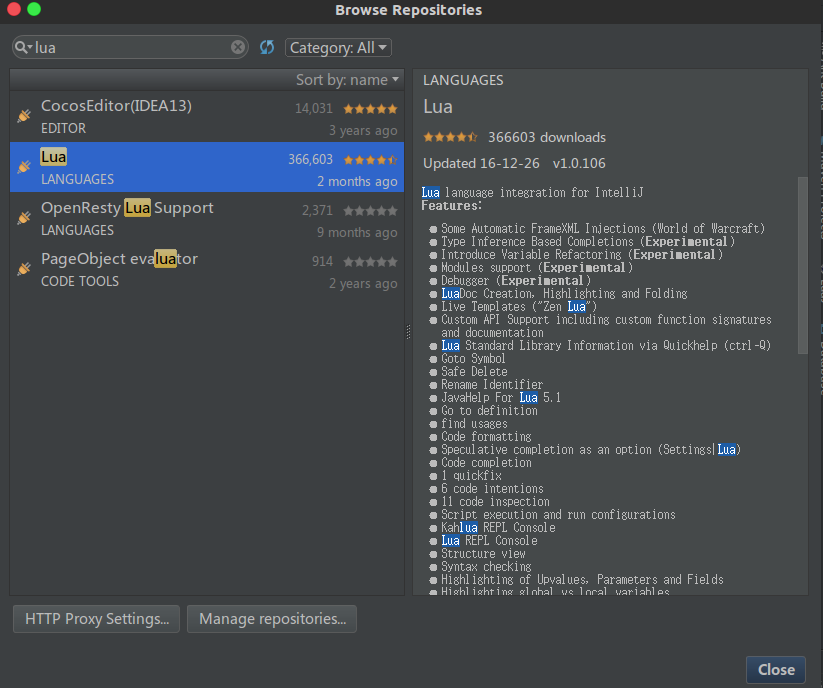 Browse Repositories
lua
Category: All
Sort by: name
CocosEditor(IDEA13) 14,031
EDITOR 3 years ago
Lua 366,603
LANGUAGES 2 months ago
OpenResty Lua Support 2,371
LANGUAGES 9 months ago
PageObject evaluator 914
CODE TOOLS 2 years ago
LANGUAGES
Lua
366603 downloads
Updated 16-12-26 v1.0.106
Lua language integration for IntelliJ
Features:
● Some Automatic FrameXML Injections (World of Warcraft)
● Type Inference Based Completions (Experimental)
● Introduce Variable Refactoring (Experimental)
● Modules support (Experimental)
● Debugger (Experimental)
● LuaDoc Creation, Highlighting and Folding
● Live Templates ("Zen Lua")
● Custom API Support including custom function signatures
and documentation
● Lua Standard Library Information via Quickhelp (ctrl-Q)
● Goto Symbol
● Safe Delete
● Rename Identifier
● JavaHelp For Lua 5.1
● Go to definition
● find usages
● Code formatting
● Speculative completion as an option (Settings|Lua)
● Code completion
● 1 quickfix
● 6 code intentions
● 11 code inspection
● Script execution and run configurations
● Kahlua REPL Console
● Lua REPL Console
● Structure view
● Syntax checking
● Highlighting of Upvalues, Parameters and Fields
● Highlighting global vs local variables
HTTP Proxy Settings...
Manage repositories...
Close